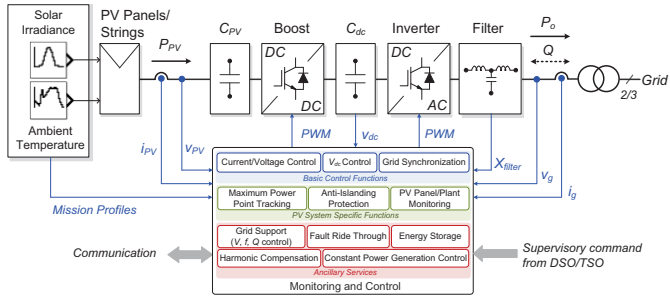 Solar
Irradiance
Ambient
Temperature
PV Panels/
Strings
P_PV
C_PV
Boost
C_dc
Inverter
Filter
P_o
Q
DC
DC
DC
AC
Grid
2/3
i_PV
v_PV
PWM
v_dc
PWM
X_filter
v_g
i_g
Mission Profiles
Current/Voltage Control
V_dc Control
Grid Synchronization
Basic Control Functions
Maximum Power
Point Tracking
Anti-Islanding
Protection
PV Panel/Plant
Monitoring
PV System Specific Functions
Grid Support
(V, f, Q control)
Fault Ride Through
Energy Storage
Harmonic Compensation
Constant Power Generation Control
Ancillary Services
Monitoring and Control
Communication
Supervisory command
from DSO/TSO